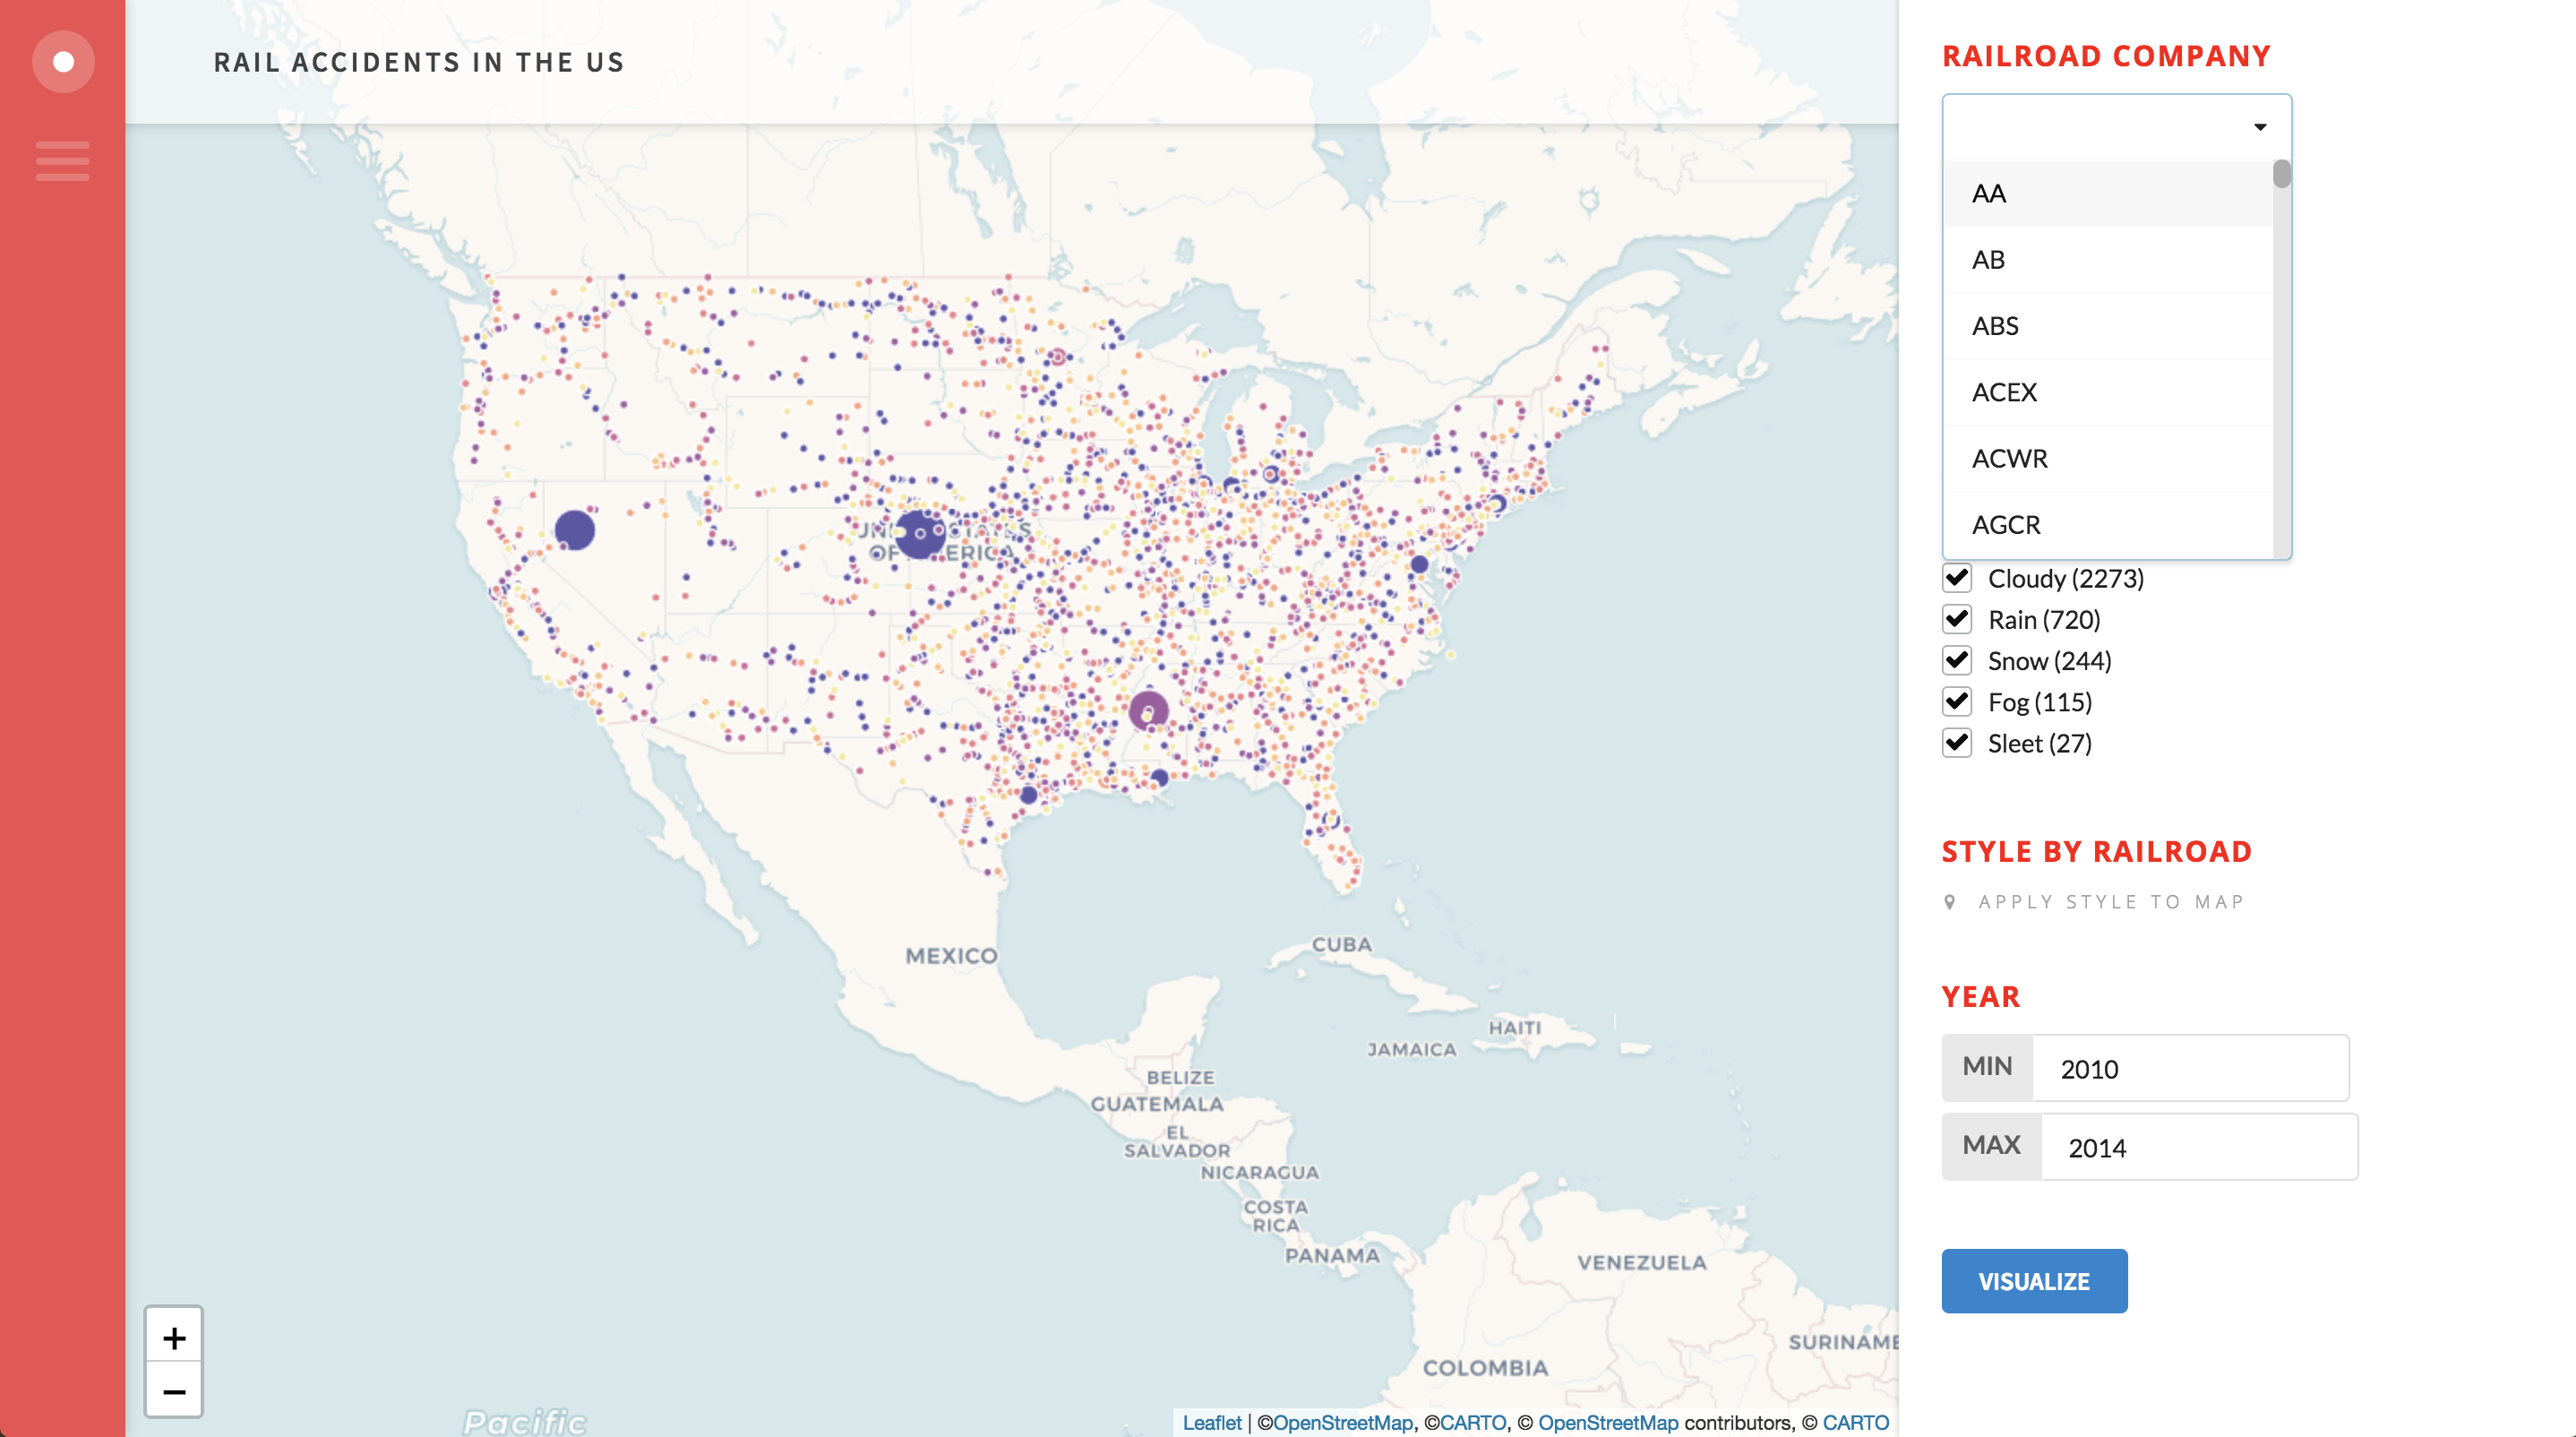 RAIL ACCIDENTS IN THE US
UNITED STATES
OF AMERICA
MEXICO
CUBA
HAITI
JAMAICA
BELIZE
GUATEMALA
EL
SALVADOR
NICARAGUA
COSTA
RICA
PANAMA
VENEZUELA
SURINAME
COLOMBIA
Pacific
+
−
Leaflet | ©OpenStreetMap, ©CARTO, © OpenStreetMap contributors, © CARTO
RAILROAD COMPANY
AA
AB
ABS
ACEX
ACWR
AGCR
Cloudy (2273)
Rain (720)
Snow (244)
Fog (115)
Sleet (27)
STYLE BY RAILROAD
APPLY STYLE TO MAP
YEAR
MIN 2010
MAX 2014
VISUALIZE